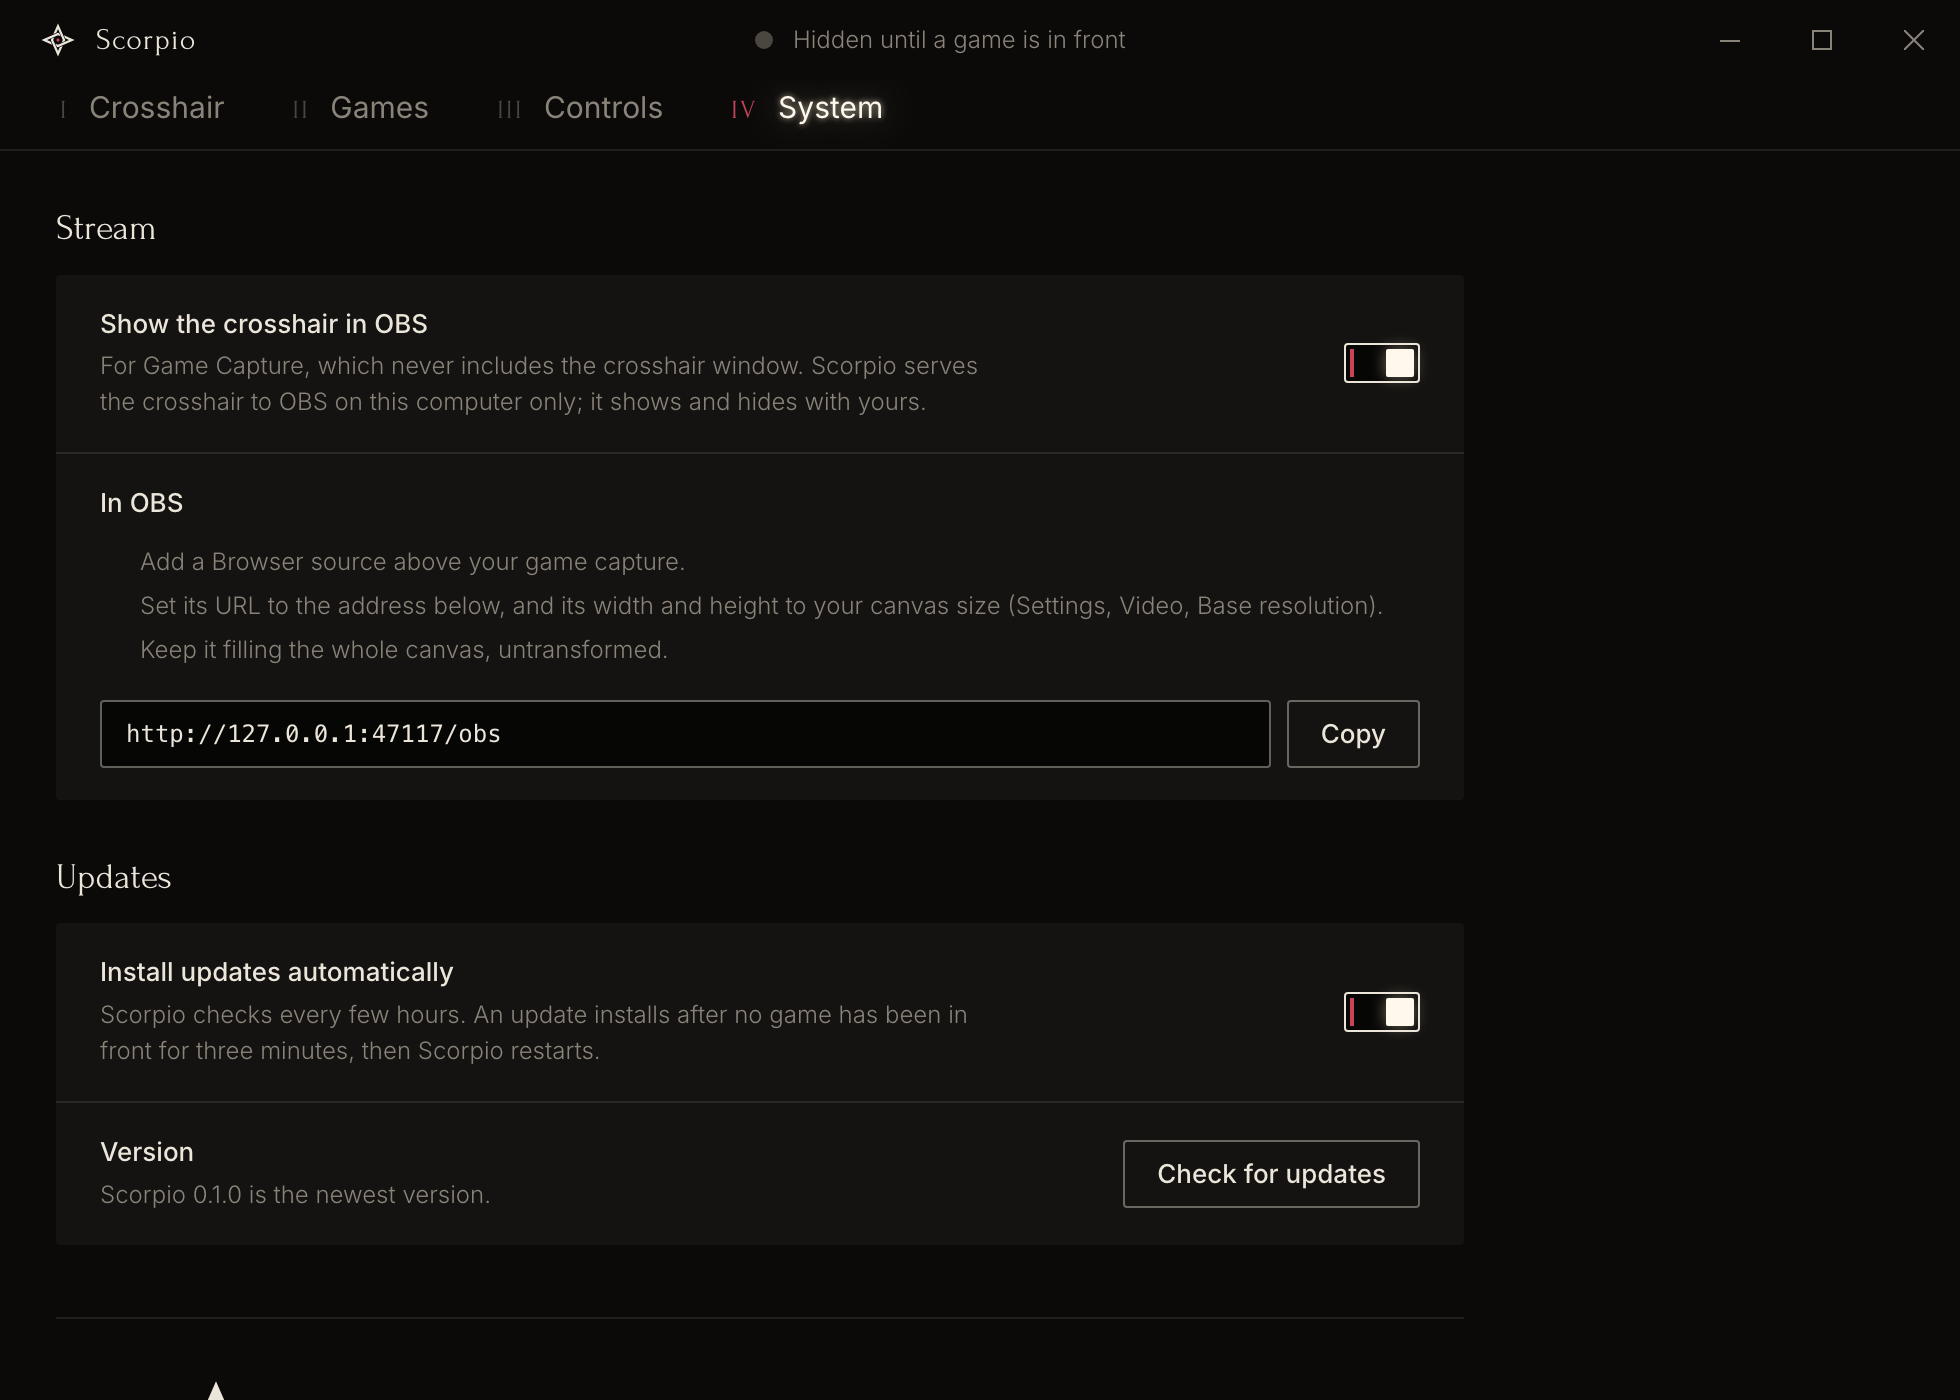 Scorpio
Hidden until a game is in front
I Crosshair
II Games
III Controls
IV System
Stream
Show the crosshair in OBS
For Game Capture, which never includes the crosshair window. Scorpio serves
the crosshair to OBS on this computer only; it shows and hides with yours.
In OBS
Add a Browser source above your game capture.
Set its URL to the address below, and its width and height to your canvas size (Settings, Video, Base resolution).
Keep it filling the whole canvas, untransformed.
http://127.0.0.1:47117/obs
Copy
Updates
Install updates automatically
Scorpio checks every few hours. An update installs after no game has been in
front for three minutes, then Scorpio restarts.
Version
Scorpio 0.1.0 is the newest version.
Check for updates